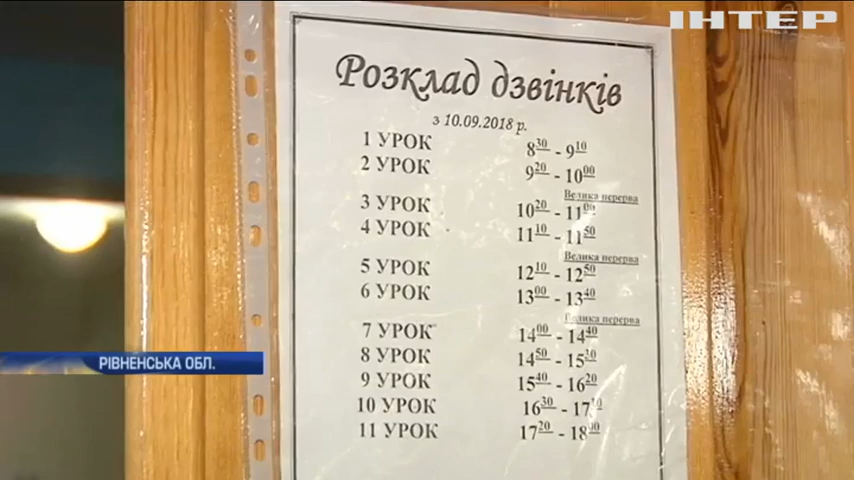 ІНТЕР
Розклад дзвінків
з 10.09.2018 р.
1 УРОК 8³⁰ - 9¹⁰
2 УРОК 9²⁰ - 10⁰⁰
Велика перерва
3 УРОК 10²⁰ - 11⁰⁰
4 УРОК 11¹⁰ - 11⁵⁰
Велика перерва
5 УРОК 12¹⁰ - 12⁵⁰
6 УРОК 13⁰⁰ - 13⁴⁰
Велика перерва
7 УРОК 14⁰⁰ - 14⁴⁰
8 УРОК 14⁵⁰ - 15³⁰
9 УРОК 15⁴⁰ - 16²⁰
10 УРОК 16³⁰ - 17¹⁰
11 УРОК 17²⁰ - 18⁰⁰
РІВНЕНСЬКА ОБЛ.